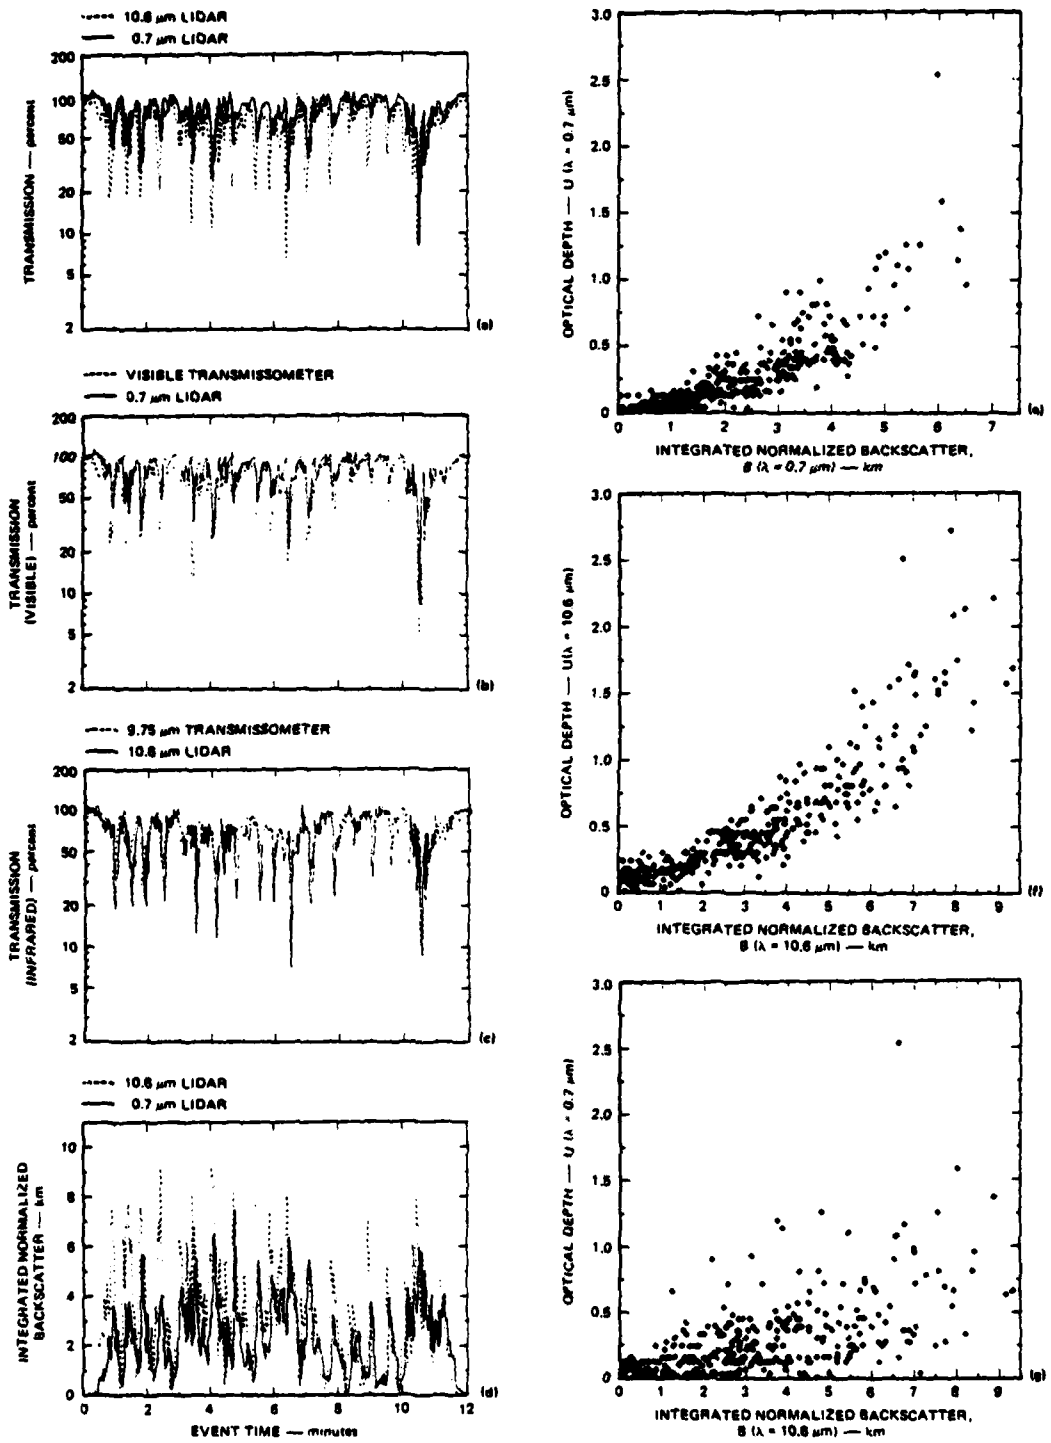 10.6 µm LIDAR
0.7 µm LIDAR
200
100
50
20
10
5
2
TRANSMISSION — percent
(a)
VISIBLE TRANSMISSOMETER
0.7 µm LIDAR
200
100
50
20
10
5
2
TRANSMISSION
(VISIBLE) — percent
(b)
9.75 µm TRANSMISSOMETER
10.6 µm LIDAR
200
100
50
20
10
5
2
TRANSMISSION
(INFRARED) — percent
(c)
10.6 µm LIDAR
0.7 µm LIDAR
10
8
6
4
2
0
INTEGRATED NORMALIZED
BACKSCATTER — km
(d)
0 2 4 6 8 10 12
EVENT TIME — minutes
3.0
2.5
2.0
1.5
1.0
0.5
0
OPTICAL DEPTH — U (λ = 0.7 µm)
(e)
0 1 2 3 4 5 6 7
INTEGRATED NORMALIZED BACKSCATTER,
B (λ = 0.7 µm) — km
3.0
2.5
2.0
1.5
1.0
0.5
0
OPTICAL DEPTH — U(λ = 10.6 µm)
(f)
0 1 2 3 4 5 6 7 8 9
INTEGRATED NORMALIZED BACKSCATTER,
B (λ = 10.6 µm) — km
3.0
2.5
2.0
1.5
1.0
0.5
0
OPTICAL DEPTH — U (λ = 0.7 µm)
(g)
0 1 2 3 4 5 6 7 8 9
INTEGRATED NORMALIZED BACKSCATTER,
B (λ = 10.6 µm) — km